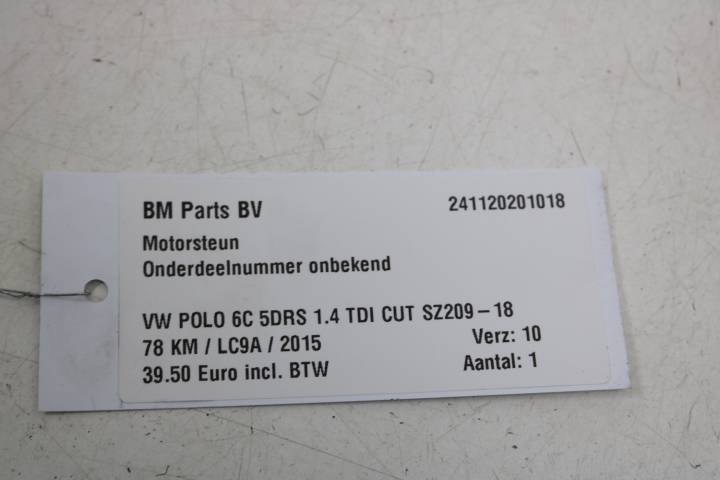 BM Parts BV 241120201018
Motorsteun
Onderdeelnummer onbekend
VW POLO 6C 5DRS 1.4 TDI CUT SZ209-18
78 KM / LC9A / 2015 Verz: 10
39.50 Euro incl. BTW Aantal: 1